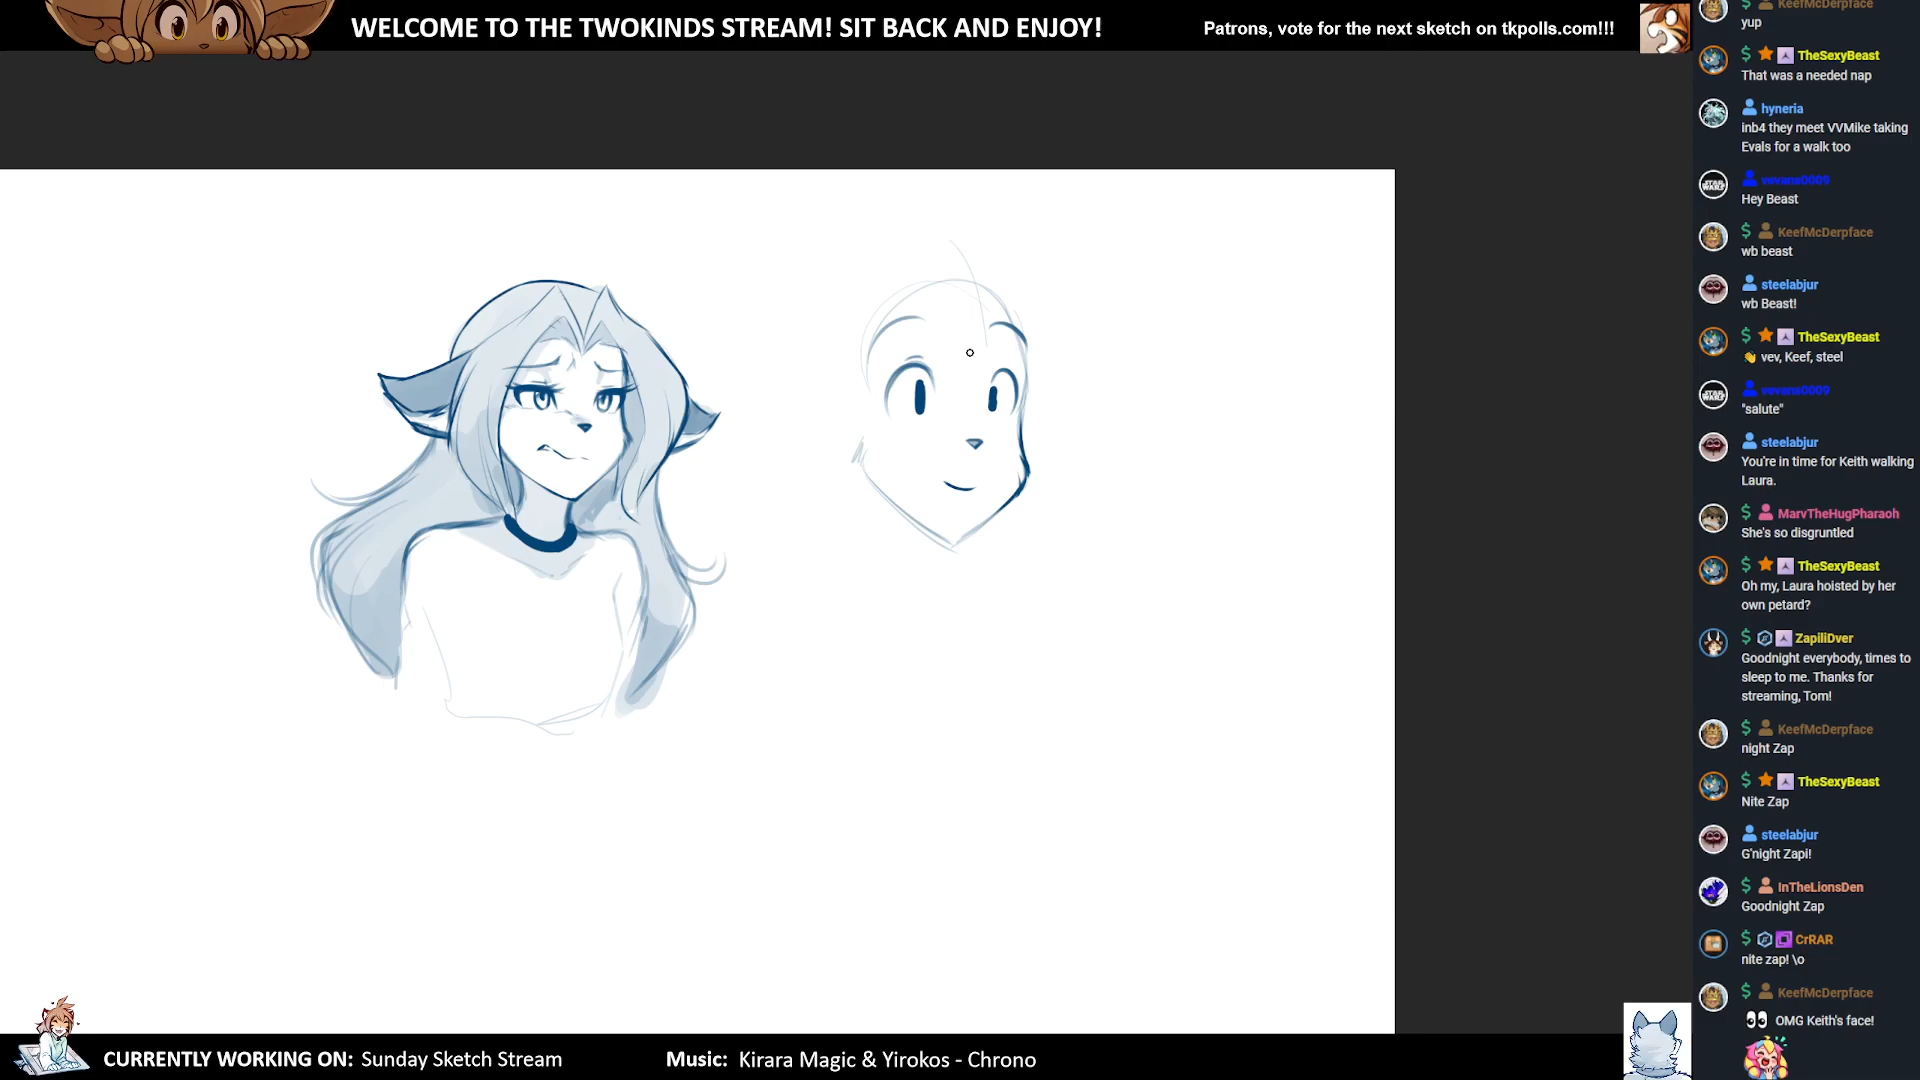 WELCOME TO THE TWOKINDS STREAM! SIT BACK AND ENJOY!
Patrons, vote for the next sketch on tkpolls.com!!!
KeefMcDerpface
yup
TheSexyBeast
That was a needed nap
hyneria
inb4 they meet VVMike taking
Evals for a walk too
vevans0009
Hey Beast
KeefMcDerpface
wb beast
steelabjur
wb Beast!
TheSexyBeast
vev, Keef, steel
vevans0009
"salute"
steelabjur
You're in time for Keith walking
Laura.
MarvTheHugPharaoh
She's so disgruntled
TheSexyBeast
Oh my, Laura hoisted by her
own petard?
ZapiliDver
Goodnight everybody, times to
sleep to me. Thanks for
streaming, Tom!
KeefMcDerpface
night Zap
TheSexyBeast
Nite Zap
steelabjur
G'night Zapi!
InTheLionsDen
Goodnight Zap
CrRAR
nite zap! \o
KeefMcDerpface
OMG Keith's face!
CURRENTLY WORKING ON: Sunday Sketch Stream
Music: Kirara Magic & Yirokos - Chrono